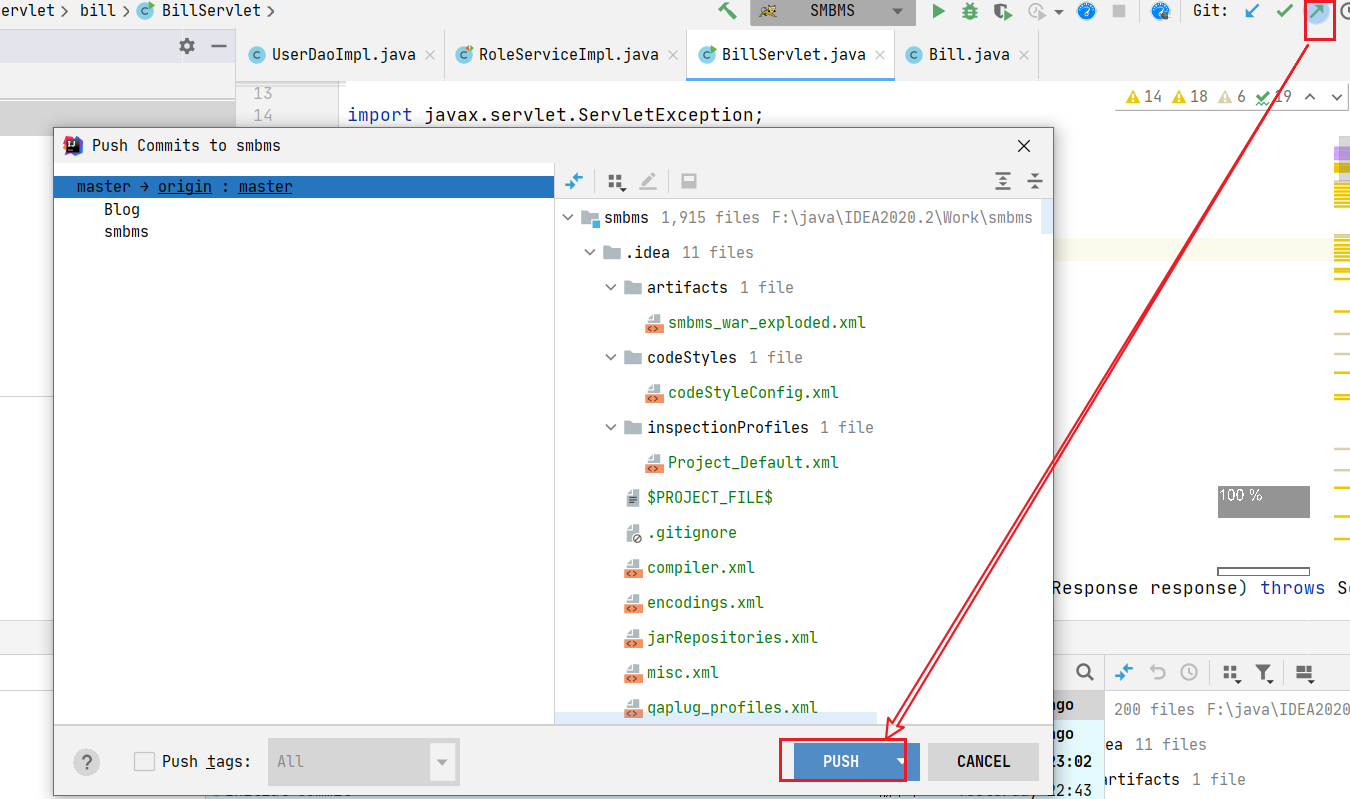 ervlet > bill > BillServlet >
SMBMS
Git:
UserDaoImpl.java
RoleServiceImpl.java
BillServlet.java
Bill.java
13
14
import javax.servlet.ServletException;
14 18 6 19
Push Commits to smbms
master → origin : master
Blog
smbms
smbms 1,915 files F:\java\IDEA2020.2\Work\smbms
.idea 11 files
artifacts 1 file
smbms_war_exploded.xml
codeStyles 1 file
codeStyleConfig.xml
inspectionProfiles 1 file
Project_Default.xml
$PROJECT_FILE$
.gitignore
compiler.xml
encodings.xml
jarRepositories.xml
misc.xml
qaplug_profiles.xml
100 %
Response response) throws S
ago
200 files F:\java\IDEA2020
ago
ea 11 files
23:02
artifacts 1 file
22:43
? Push tags: All
PUSH
CANCEL